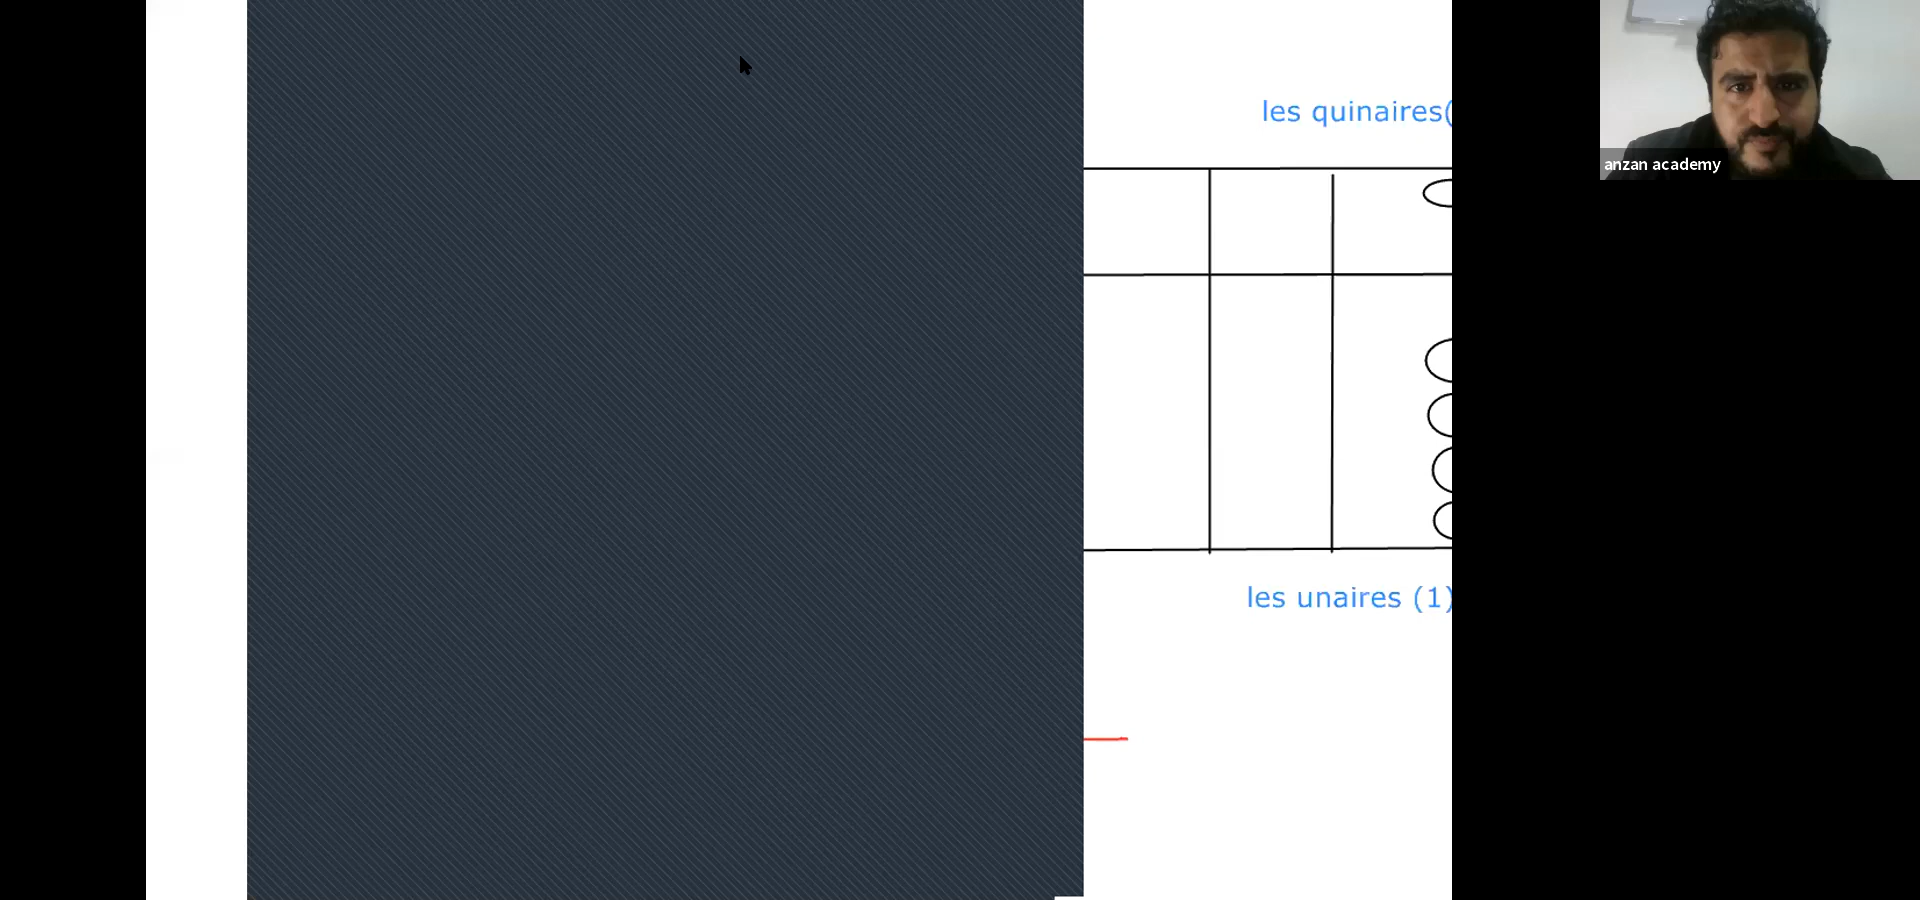 les quinaires(
anzan academy
les unaires (1)